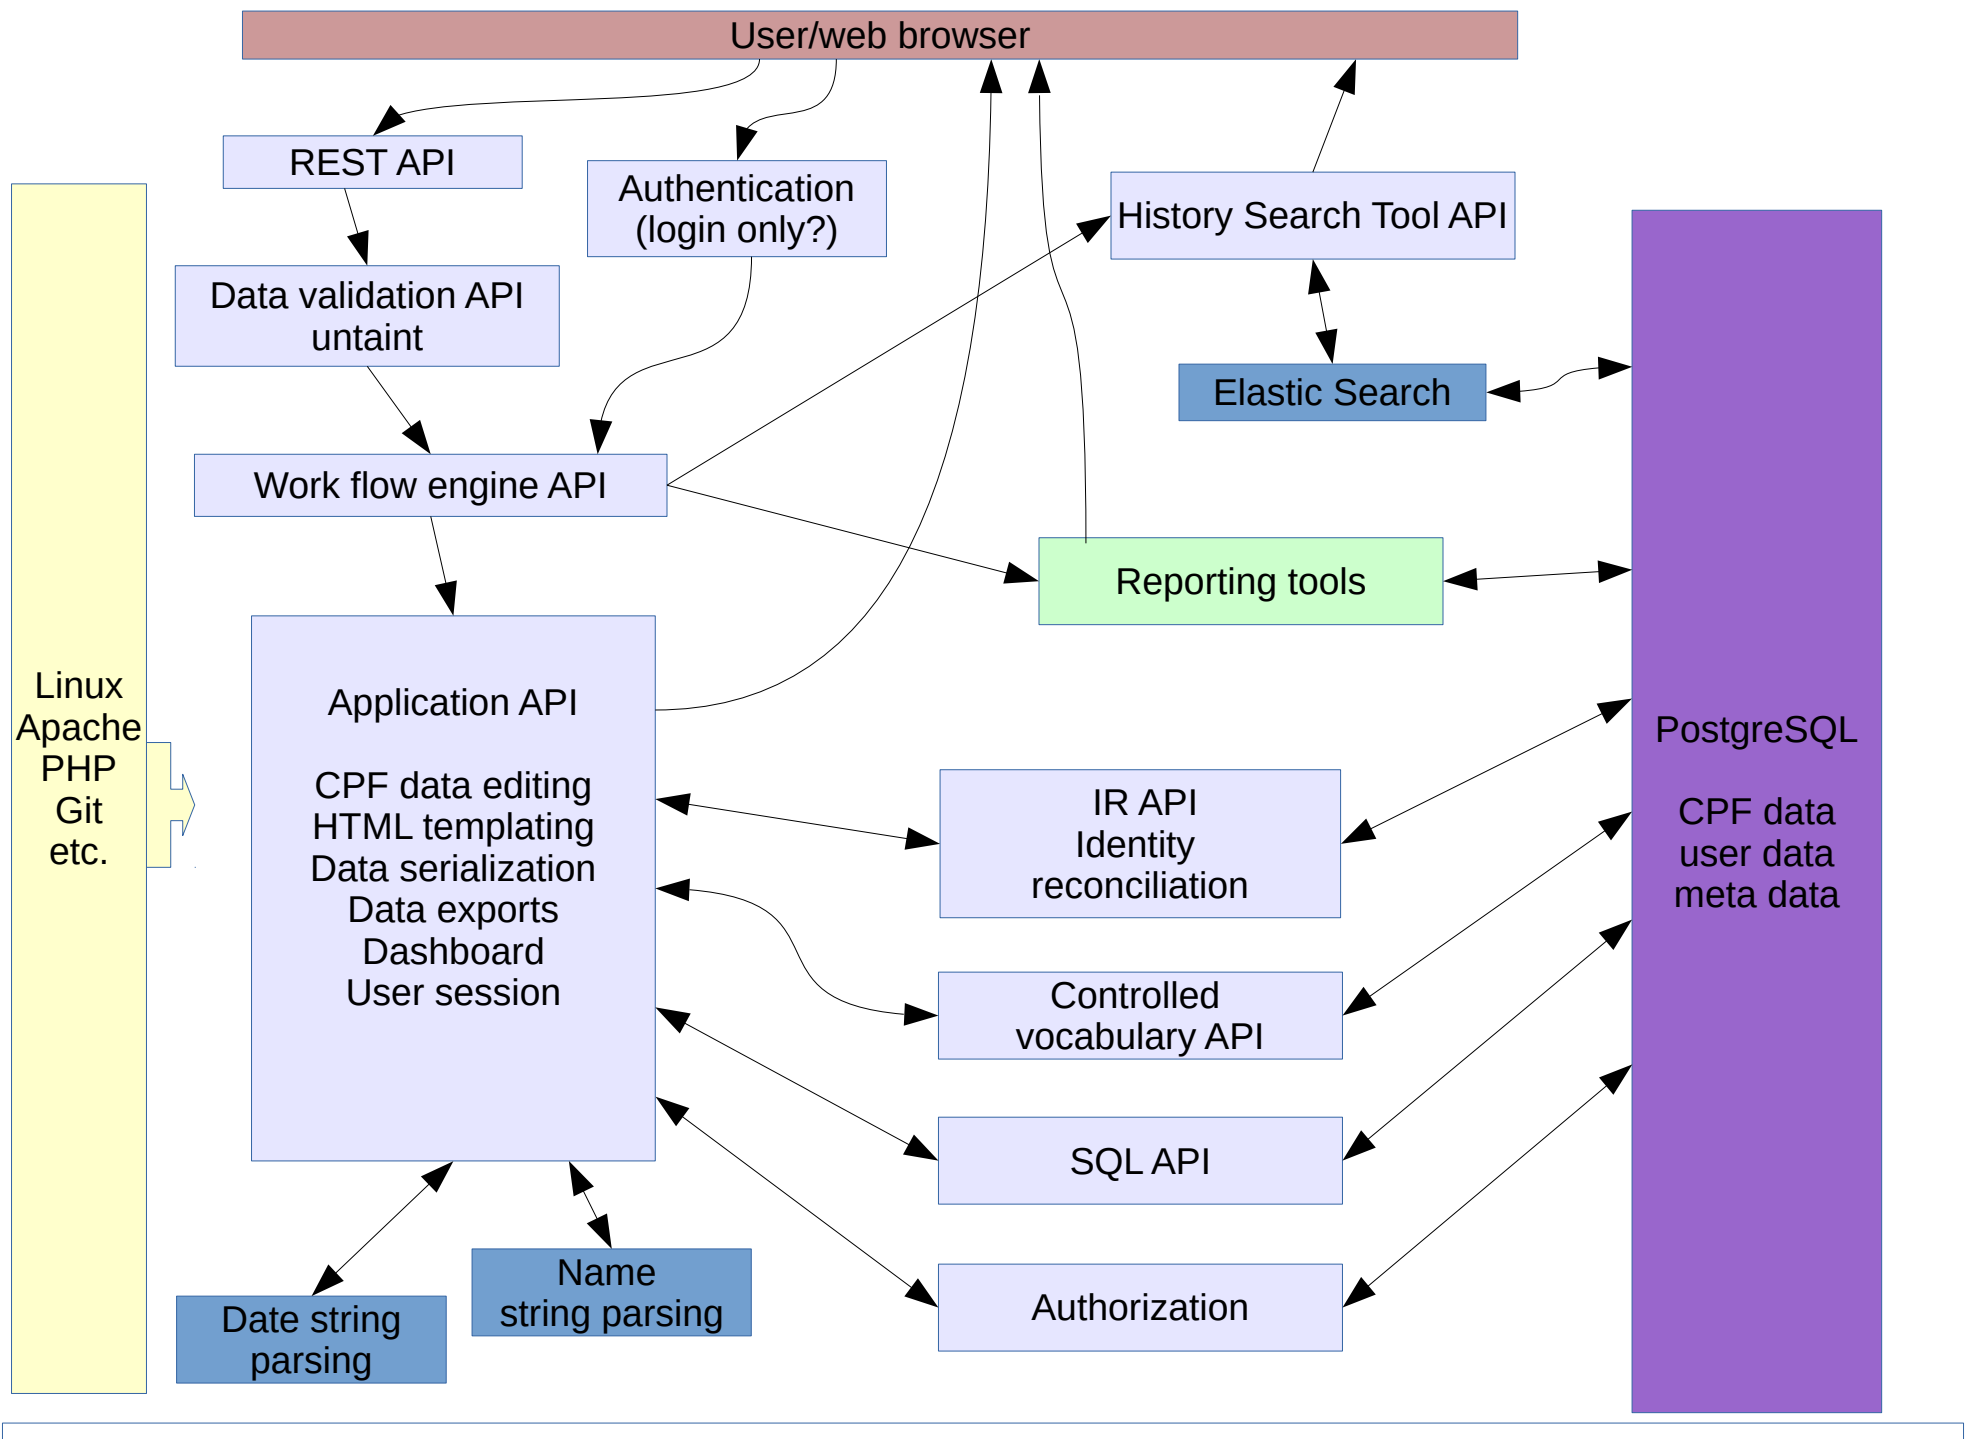 User/web browser
REST API
Authentication
(login only?)
History Search Tool API
Data validation API
untaint
Elastic Search
Work flow engine API
Reporting tools
Linux
Apache
PHP
Git
etc.
Application API
CPF data editing
HTML templating
Data serialization
Data exports
Dashboard
User session
IR API
Identity
reconciliation
PostgreSQL
CPF data
user data
meta data
Controlled
vocabulary API
SQL API
Authorization
Name
string parsing
Date string
parsing